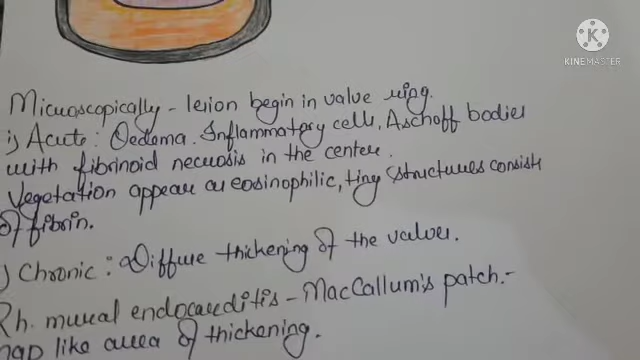 K
KINEMASTER
Microscopically - lesion begin in valve ring.
i) Acute: Oedema. Inflammatory cells, Aschoff bodies
with fibrinoid necrosis in the center.
Vegetation appear as eosinophilic, tiny structures consists
of fibrin.
) Chronic: Diffuse thickening of the valves.
Rh. mural endocarditis - MacCallum's patch.-
map like area of thickening.